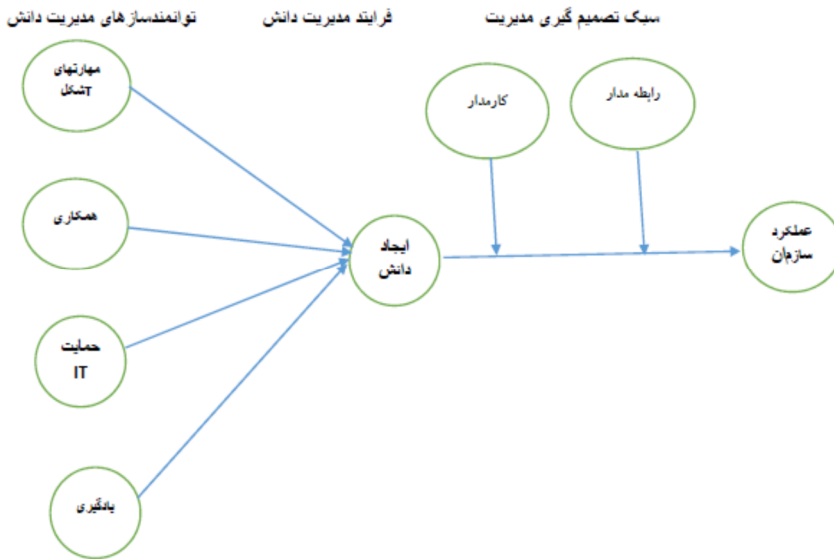 سبک تصمیم گیری مدیریت
فرایند مدیریت دانش
توانمندسازهای مدیریت دانش
مهارتهای
Tشکل
رابطه مدار
کارمدار
همکاری
ایجاد
دانش
عملکرد
سازمان
حمایت
IT
یادگیری